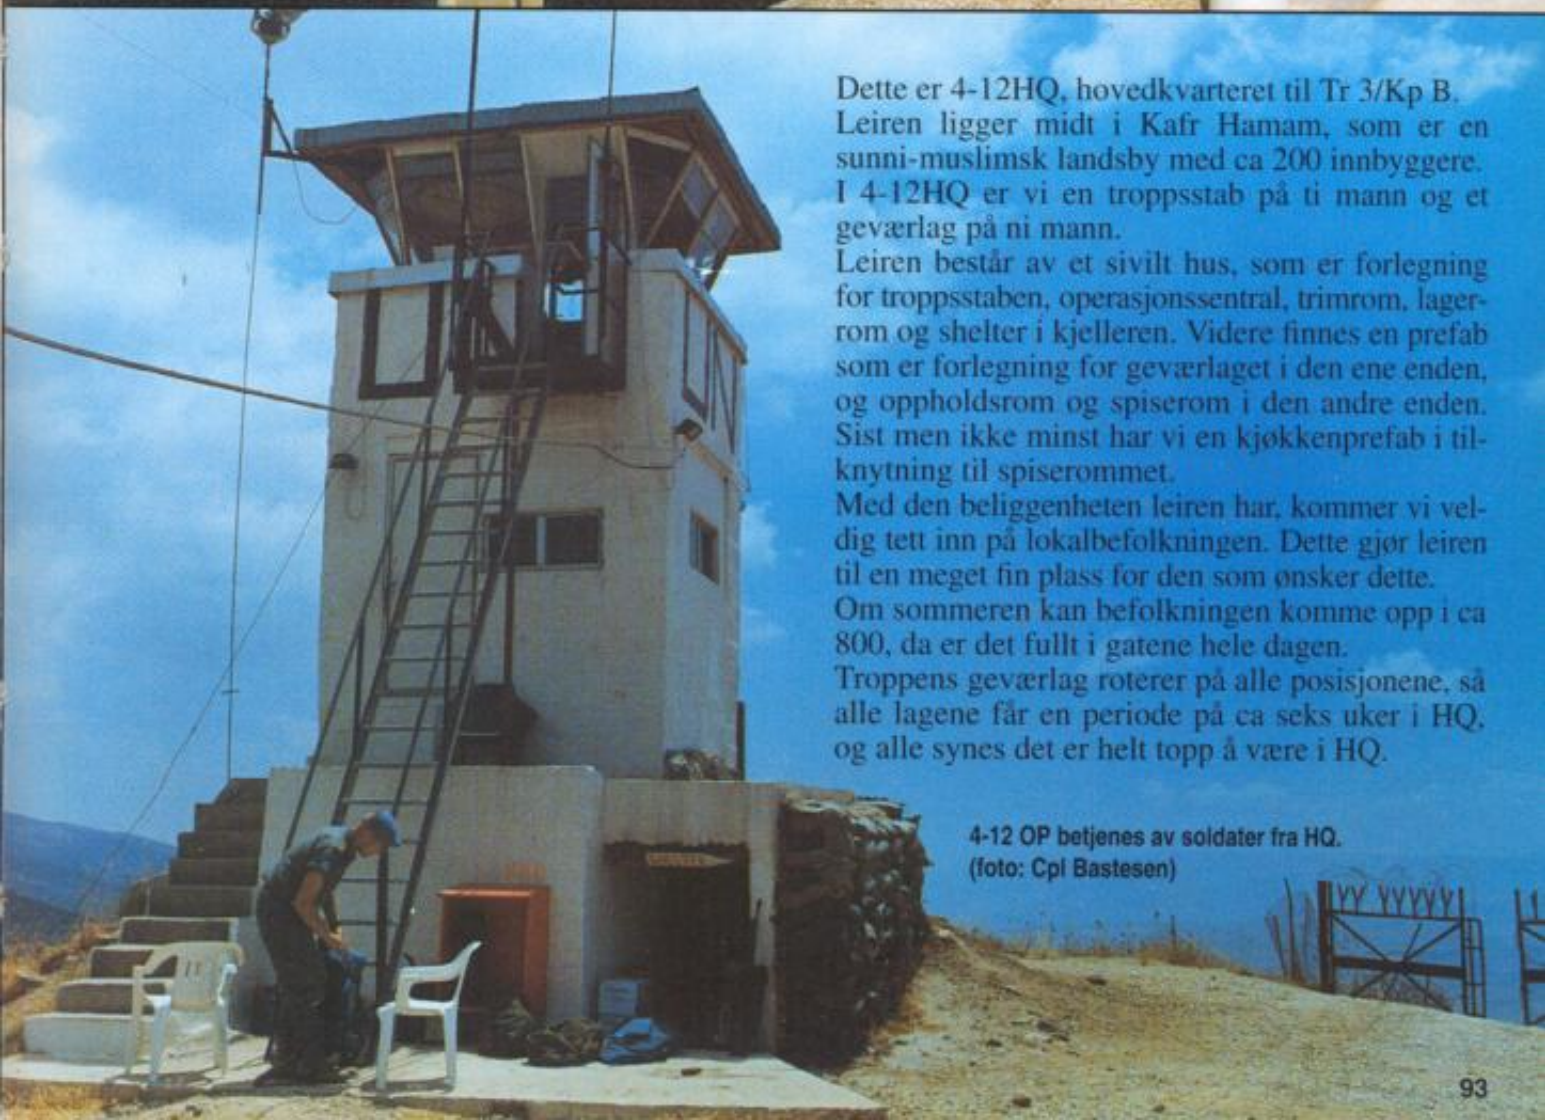 Dette er 4-12HQ, hovedkvarteret til Tr 3/Kp B.
Leiren ligger midt i Kafr Hamam, som er en
sunni-muslimsk landsby med ca 200 innbyggere.
I 4-12HQ er vi en troppsstab på ti mann og et
geværlag på ni mann.
Leiren består av et sivilt hus, som er forlegning
for troppsstaben, operasjonssentral, trimrom, lager-
rom og shelter i kjelleren. Videre finnes en prefab
som er forlegning for geværlaget i den ene enden,
og oppholdsrom og spiserom i den andre enden.
Sist men ikke minst har vi en kjøkkenprefab i til-
knytning til spiserommet.
Med den beliggenheten leiren har, kommer vi vel-
dig tett inn på lokalbefolkningen. Dette gjør leiren
til en meget fin plass for den som ønsker dette.
Om sommeren kan befolkningen komme opp i ca
800, da er det fullt i gatene hele dagen.
Troppens geværlag roterer på alle posisjonene, så
alle lagene får en periode på ca seks uker i HQ,
og alle synes det er helt topp å være i HQ.
4-12 OP betjenes av soldater fra HQ.
(foto: Cpl Bastesen)
93